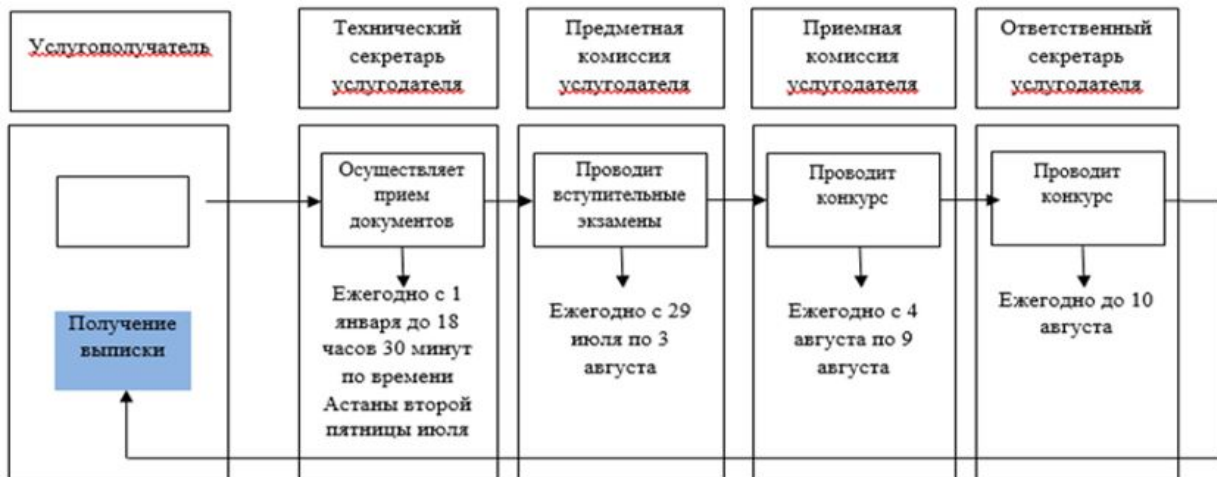 Услугополучатель
Технический
секретарь
услугодателя
Предметная
комиссия
услугодателя
Приемная
комиссия
услугодателя
Ответственный
секретарь
услугодателя
Осуществляет
прием
документов
Проводит
вступительные
экзамены
Проводит
конкурс
Проводит
конкурс
Ежегодно с 1
января до 18
часов 30 минут
по времени
Астаны второй
пятницы июля
Ежегодно с 29
июля по 3
августа
Ежегодно с 4
августа по 9
августа
Ежегодно до 10
августа
Получение
выписки